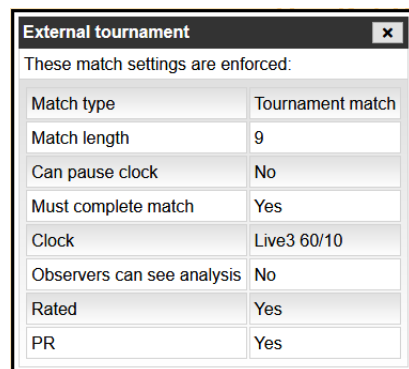 External tournament
These match settings are enforced:
Match type Tournament match
Match length 9
Can pause clock No
Must complete match Yes
Clock Live3 60/10
Observers can see analysis No
Rated Yes
PR Yes